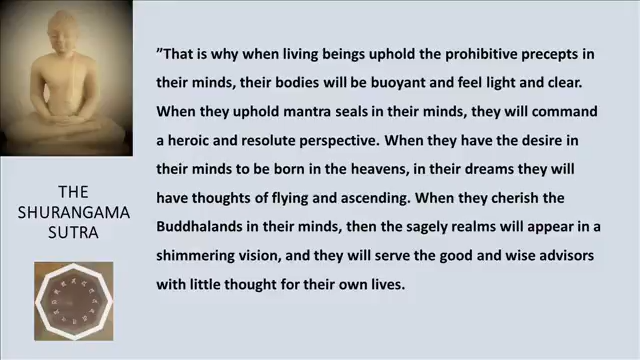 ”That is why when living beings uphold the prohibitive precepts in
their minds, their bodies will be buoyant and feel light and clear.
When they uphold mantra seals in their minds, they will command
a heroic and resolute perspective. When they have the desire in
their minds to be born in the heavens, in their dreams they will
have thoughts of flying and ascending. When they cherish the
Buddhalands in their minds, then the sagely realms will appear in a
shimmering vision, and they will serve the good and wise advisors
with little thought for their own lives.
THE
SHURANGAMA
SUTRA